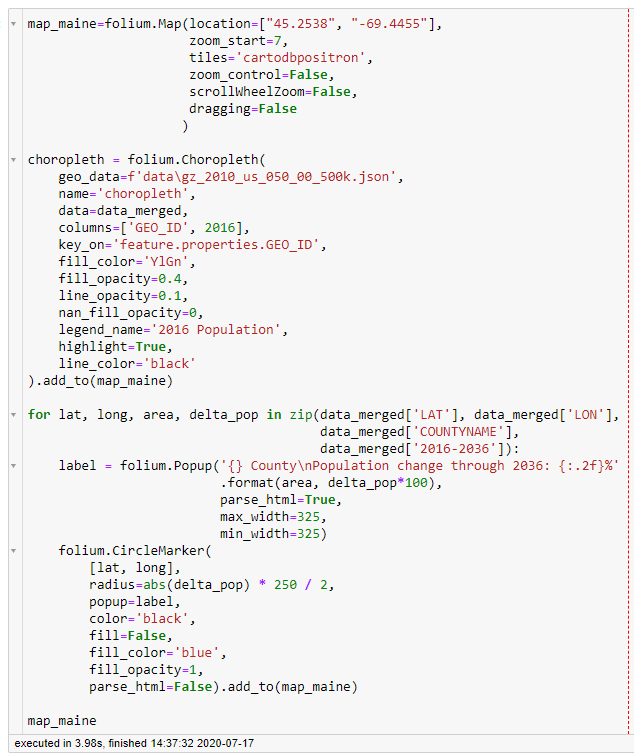 map_maine=folium.Map(location=["45.2538", "-69.4455"],
                     zoom_start=7,
                     tiles='cartodbpositron',
                     zoom_control=False,
                     scrollWheelZoom=False,
                     dragging=False
                    )
choropleth = folium.Choropleth(
    geo_data=f'data\gz_2010_us_050_00_500k.json',
    name='choropleth',
    data=data_merged,
    columns=['GEO_ID', 2016],
    key_on='feature.properties.GEO_ID',
    fill_color='YlGn',
    fill_opacity=0.4,
    line_opacity=0.1,
    nan_fill_opacity=0,
    legend_name='2016 Population',
    highlight=True,
    line_color='black'
).add_to(map_maine)
for lat, long, area, delta_pop in zip(data_merged['LAT'], data_merged['LON'],
                                      data_merged['COUNTYNAME'],
                                      data_merged['2016-2036']):
    label = folium.Popup('{} County\nPopulation change through 2036: {:.2f}%'
                         .format(area, delta_pop*100),
                         parse_html=True,
                         max_width=325,
                         min_width=325)
    folium.CircleMarker(
        [lat, long],
        radius=abs(delta_pop) * 250 / 2,
        popup=label,
        color='black',
        fill=False,
        fill_color='blue',
        fill_opacity=1,
        parse_html=False).add_to(map_maine)
map_maine
executed in 3.98s, finished 14:37:32 2020-07-17